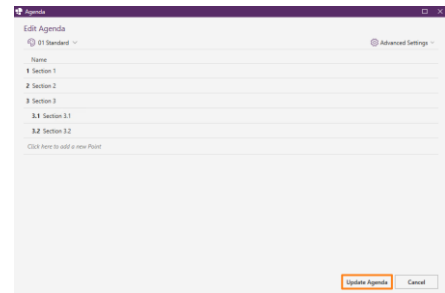 Agenda
Edit Agenda
01 Standard
Advanced Settings
Name
1 Section 1
2 Section 2
3 Section 3
3.1 Section 3.1
3.2 Section 3.2
Click here to add a new Point
Update Agenda
Cancel